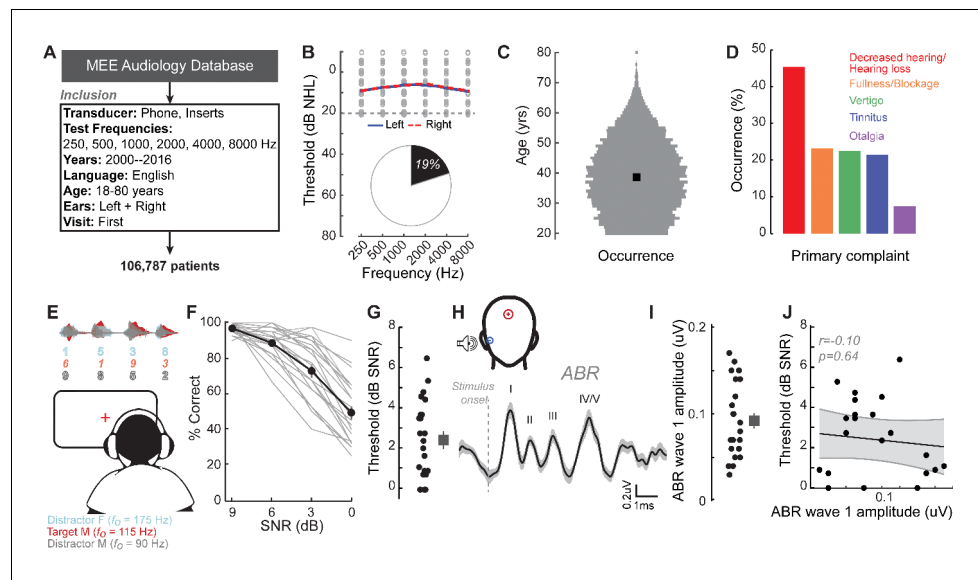 A
MEE Audiology Database
Inclusion
Transducer: Phone, Inserts
Test Frequencies:
250, 500, 1000, 2000, 4000, 8000 Hz
Years: 2000--2016
Language: English
Age: 18-80 years
Ears: Left + Right
Visit: First
106,787 patients
B
Threshold (dB NHL)
0
20
40
60
80
Left
Right
19%
250
500
1000
2000
4000
8000
Frequency (Hz)
C
Age (yrs)
80
70
60
50
40
30
20
Occurrence
D
Occurrence (%)
50
40
30
20
10
0
Decreased hearing/
Hearing loss
Fullness/Blockage
Vertigo
Tinnitus
Otalgia
Primary complaint
E
1 5 3 8
6 1 9 3
9 8 5 2
Distractor F (fO = 175 Hz)
Target M (fO = 115 Hz)
Distractor M (fO = 90 Hz)
F
% Correct
100
80
60
40
20
0
9 6 3 0
SNR (dB)
G
Threshold (dB SNR)
8
6
4
2
0
H
Stimulus
onset
ABR
I
II
III
IV/V
0.2uV
1ms
I
ABR wave 1 amplitude (uV)
0.2
0.1
0
J
Threshold (dB SNR)
8
6
4
2
0
r=-0.10
p=0.64
0.1
ABR wave 1 amplitude (uV)